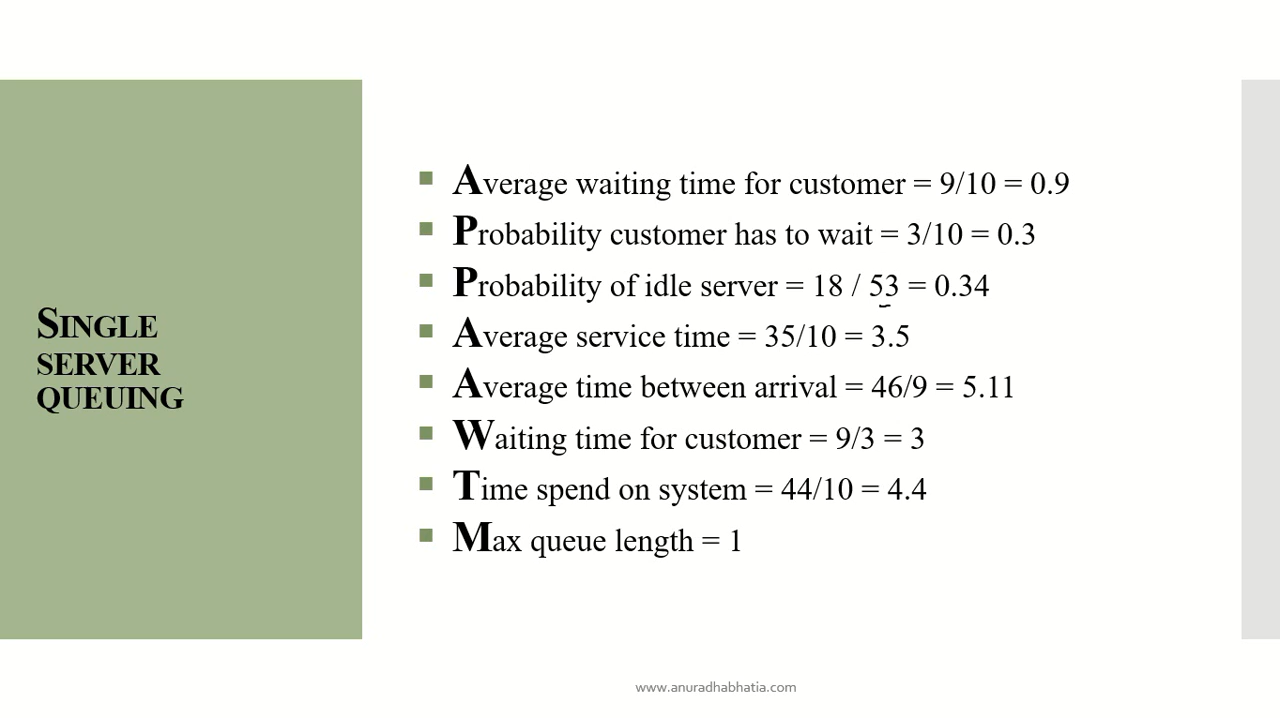 SINGLE
SERVER
QUEUING
Average waiting time for customer = 9/10 = 0.9
Probability customer has to wait = 3/10 = 0.3
Probability of idle server = 18 / 53 = 0.34
Average service time = 35/10 = 3.5
Average time between arrival = 46/9 = 5.11
Waiting time for customer = 9/3 = 3
Time spend on system = 44/10 = 4.4
Max queue length = 1
www.anuradhabhatia.com